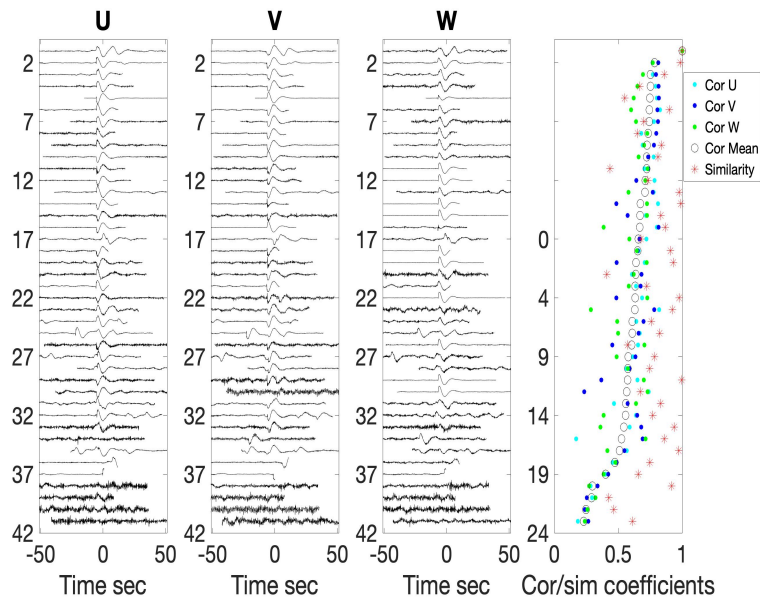 U V W
2 2 2
7 7 7 Cor U
Cor V
Cor W
12 12 12 Cor Mean
Similarity
17 17 17 0
22 22 22 4
27 27 27 9
32 32 32 14
37 37 37 19
42 42 42 24
-50 0 50 -50 0 50 -50 0 50 0 0.5 1
Time sec Time sec Time sec Cor/sim coefficients